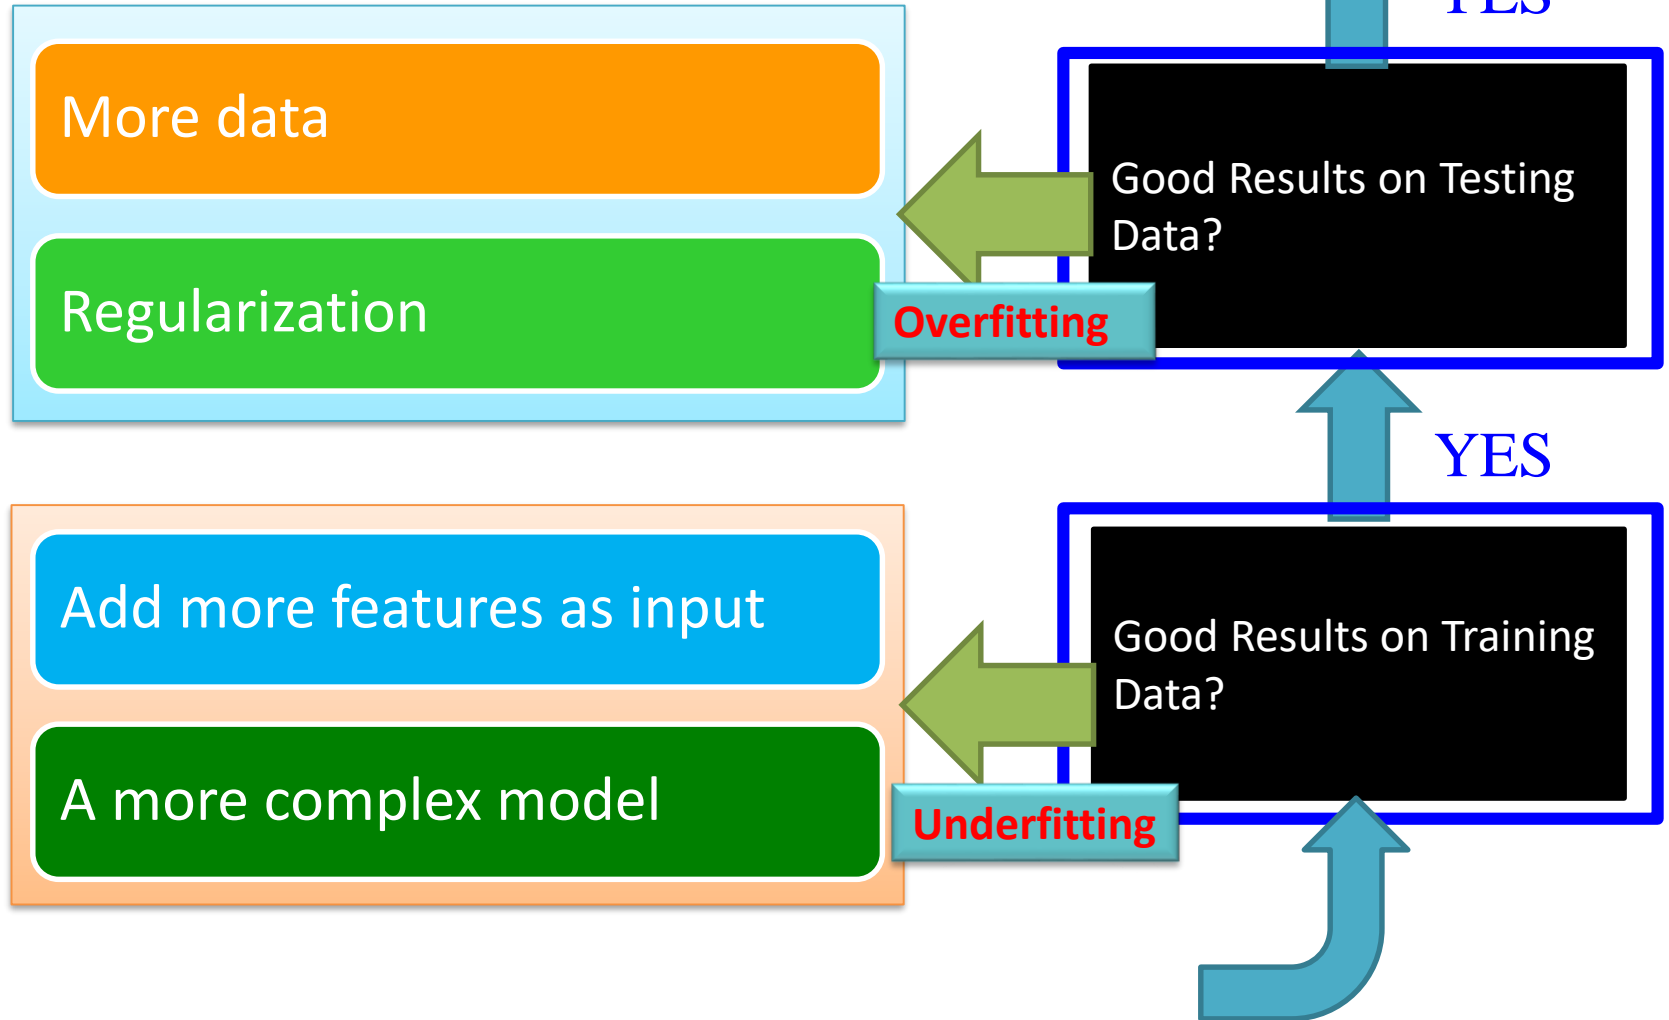 YES
More data
Good Results on Testing
Data?
Regularization
Overfitting
YES
Add more features as input
Good Results on Training
Data?
A more complex model
Underfitting